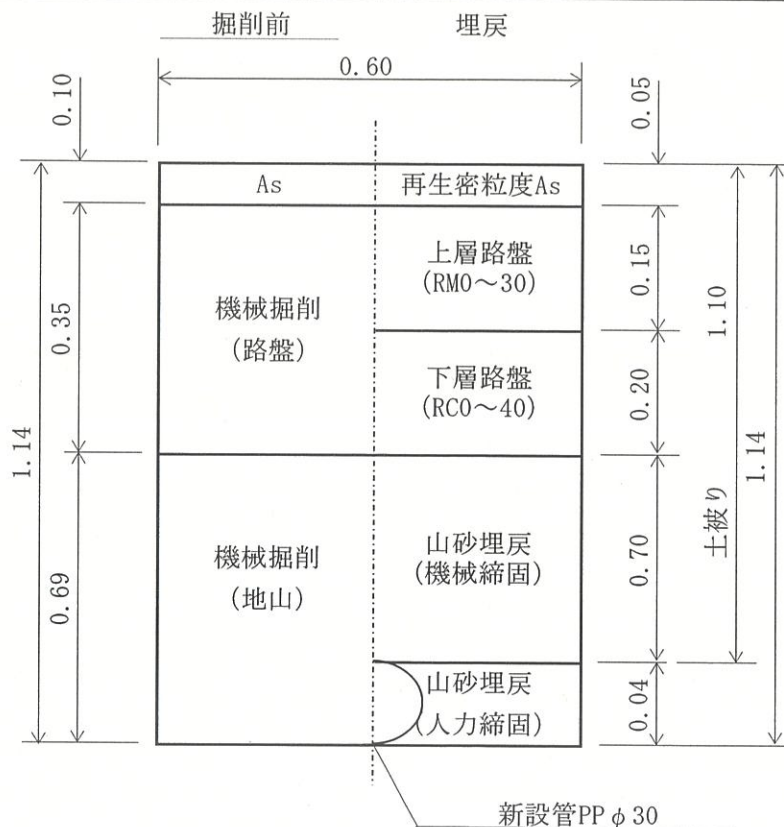 掘削前
埋戻
0.60
0.10
0.05
As
再生密粒度As
上層路盤
(RM0～30)
0.15
1.10
機械掘削
(路盤)
0.35
下層路盤
(RC0～40)
0.20
1.14
1.14
土被り
機械掘削
(地山)
0.69
山砂埋戻
(機械締固)
0.70
山砂埋戻
(人力締固)
0.04
新設管PPφ30